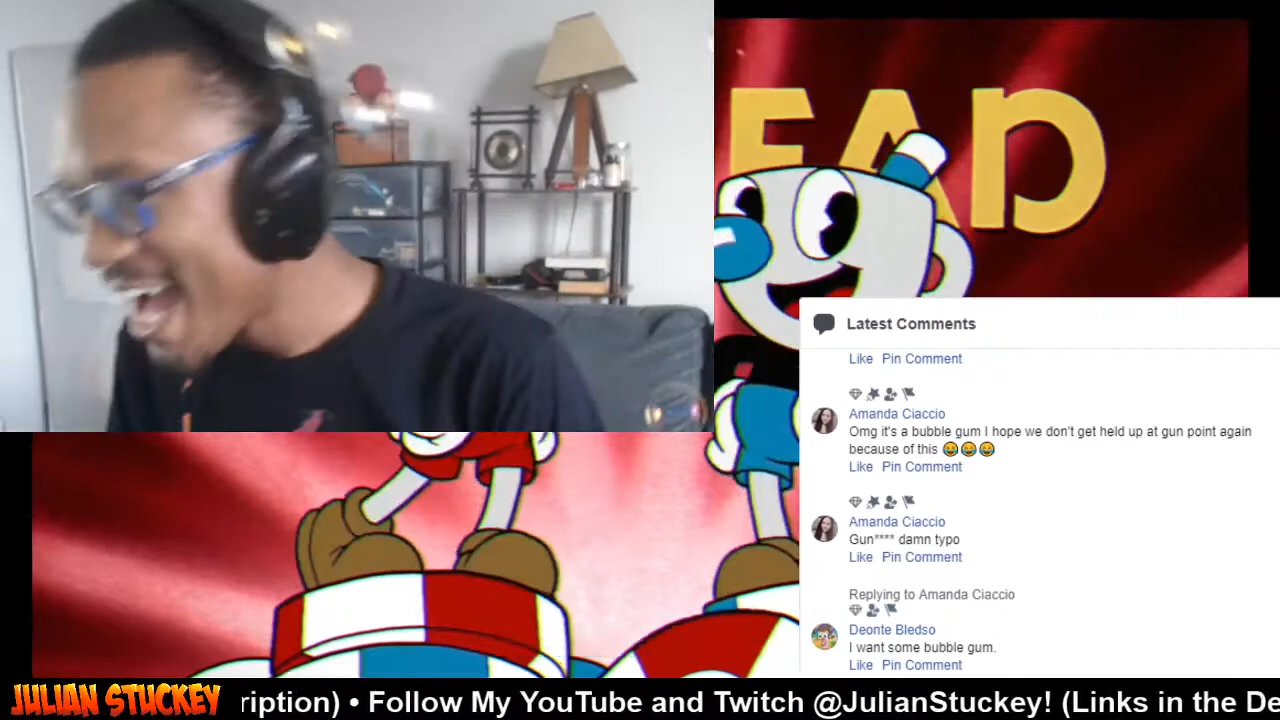 EAD
Latest Comments
Like Pin Comment
Amanda Ciaccio
Omg it's a bubble gum I hope we don't get held up at gun point again
because of this 😂😂😂
Like Pin Comment
Amanda Ciaccio
Gun**** damn typo
Like Pin Comment
Replying to Amanda Ciaccio
Deonte Bledso
I want some bubble gum.
Like Pin Comment
JULIAN STUCKEY
ription) • Follow My YouTube and Twitch @JulianStuckey! (Links in the De